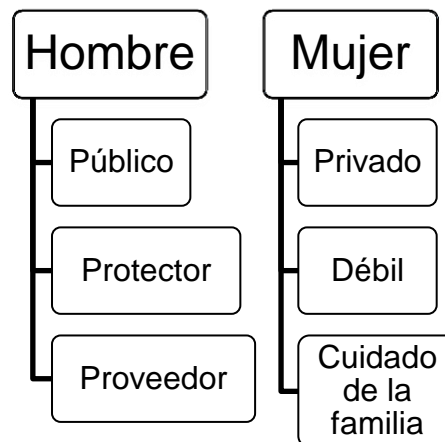 Hombre
Público
Protector
Proveedor
Mujer
Privado
Débil
Cuidado
de la
familia